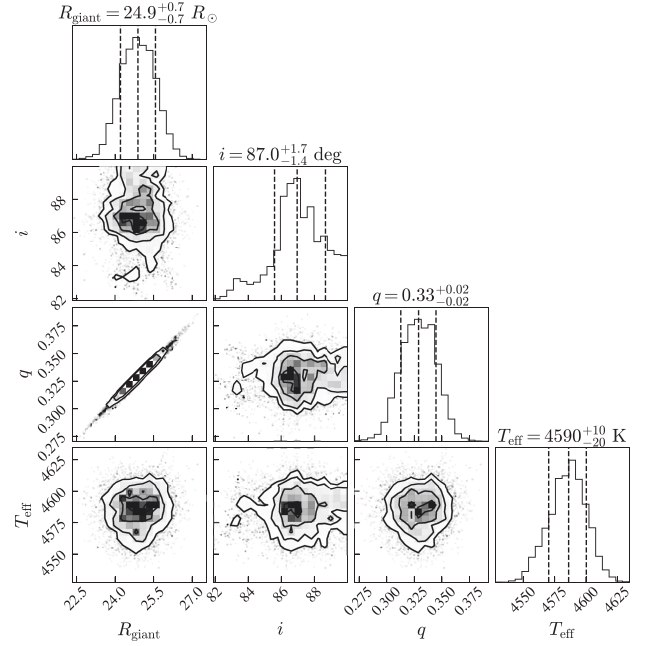 R_giant = 24.9^{+0.7}_{-0.7} R_⊙
i = 87.0^{+1.7}_{-1.4} deg
i
88
86
84
82
q = 0.33^{+0.02}_{-0.02}
q
0.375
0.350
0.325
0.300
0.275
T_eff = 4590^{+10}_{-20} K
T_eff
4625
4600
4575
4550
22.5 24.0 25.5 27.0
82 84 86 88
0.275 0.300 0.325 0.350 0.375
4550 4575 4600 4625
R_giant
i
q
T_eff